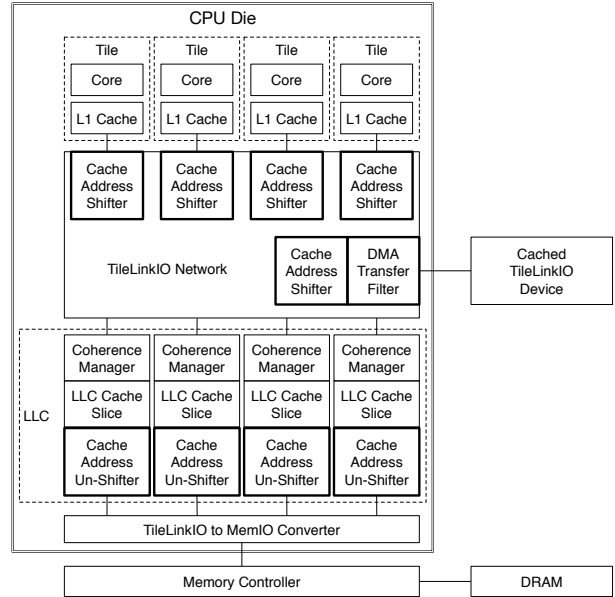 CPU Die
Tile Tile Tile Tile
Core Core Core Core
L1 Cache L1 Cache L1 Cache L1 Cache
Cache Address Shifter
Cache Address Shifter
Cache Address Shifter
Cache Address Shifter
TileLinkIO Network
Cache Address Shifter
DMA Transfer Filter
Cached TileLinkIO Device
LLC
Coherence Manager
Coherence Manager
Coherence Manager
Coherence Manager
LLC Cache Slice
LLC Cache Slice
LLC Cache Slice
LLC Cache Slice
Cache Address Un-Shifter
Cache Address Un-Shifter
Cache Address Un-Shifter
Cache Address Un-Shifter
TileLinkIO to MemIO Converter
Memory Controller
DRAM